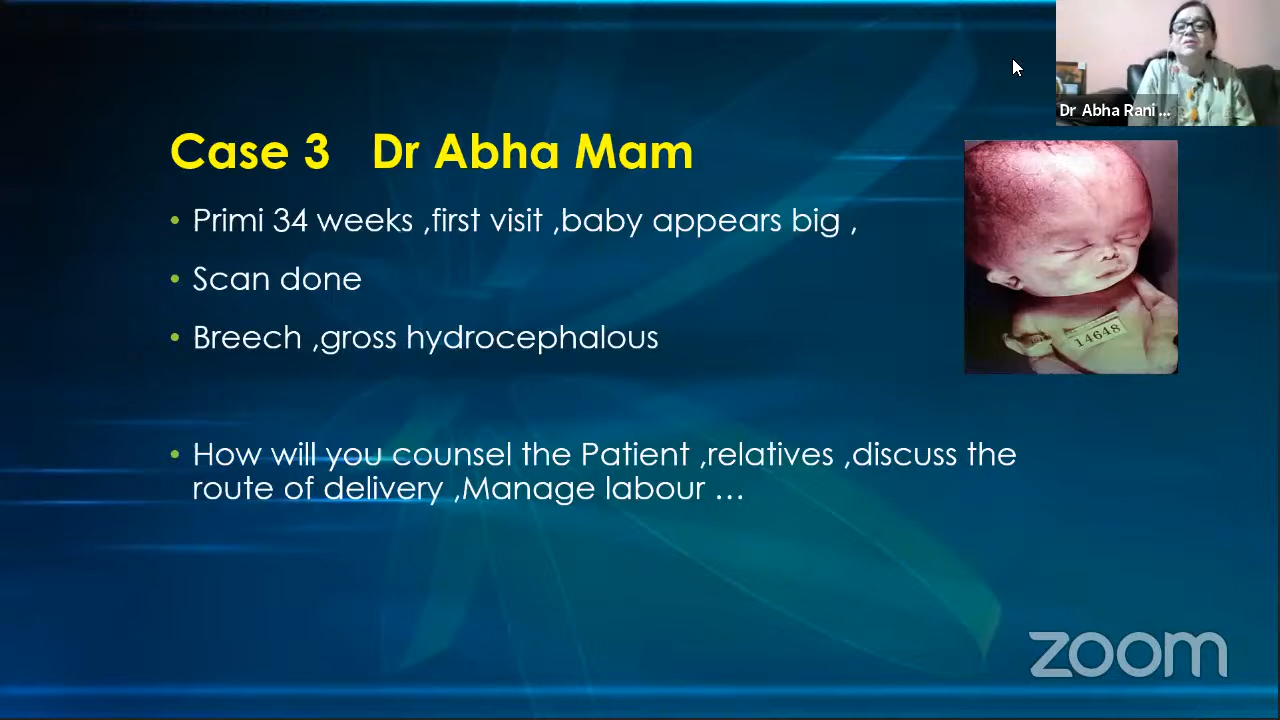 Dr Abha Rani ...
Case 3 Dr Abha Mam
• Primi 34 weeks ,first visit ,baby appears big ,
• Scan done
• Breech ,gross hydrocephalous
14648
• How will you counsel the Patient ,relatives ,discuss the
route of delivery ,Manage labour ...
zoom